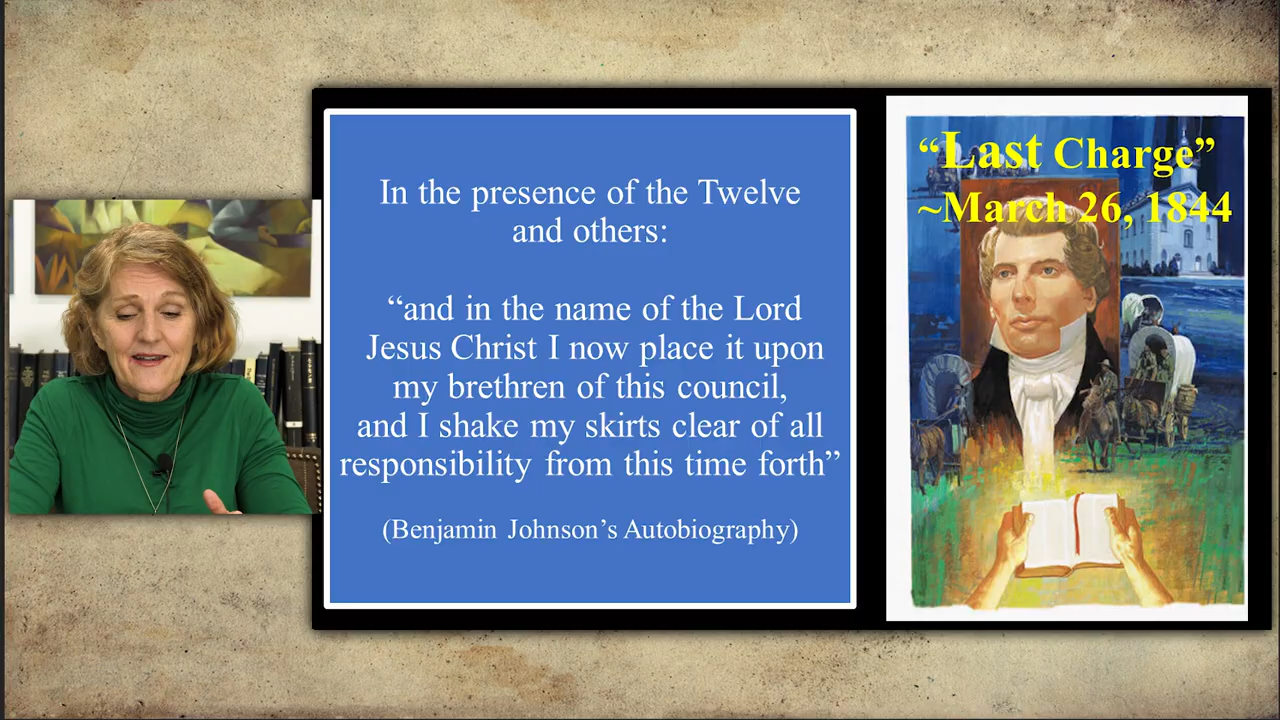 In the presence of the Twelve
and others:
“and in the name of the Lord
Jesus Christ I now place it upon
my brethren of this council,
and I shake my skirts clear of all
responsibility from this time forth”
(Benjamin Johnson’s Autobiography)
“Last Charge”
~March 26, 1844